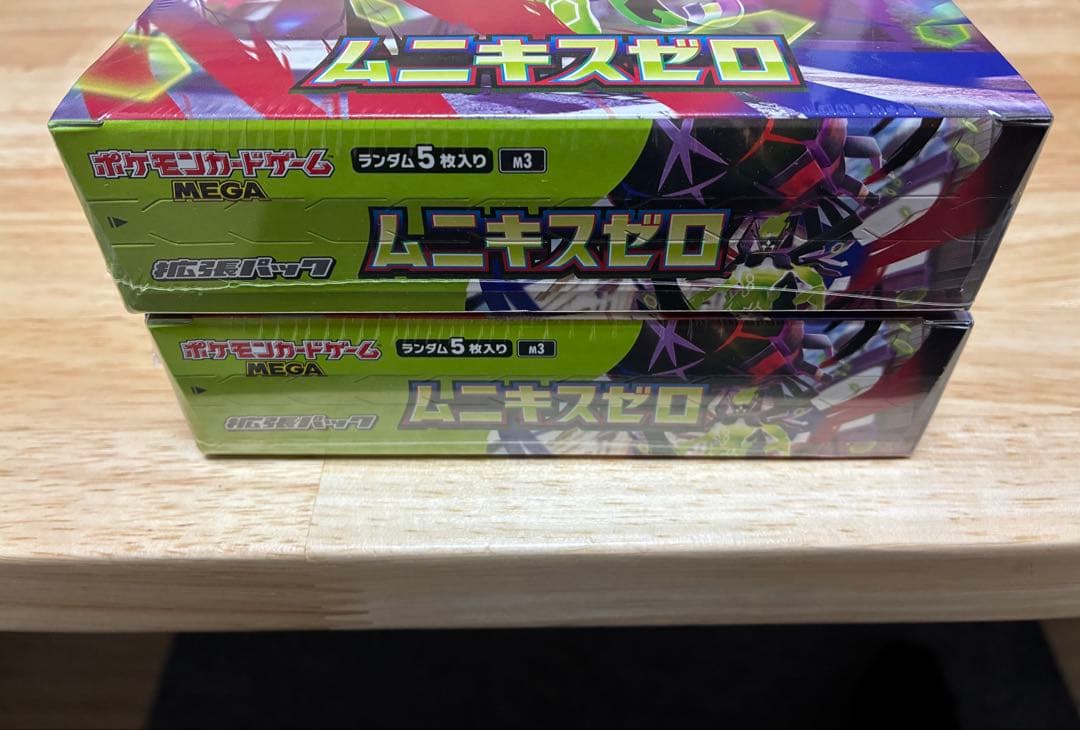 ムニキスゼロ
ポケモンカードゲーム
MEGA
ランダム5枚入り
M3
ムニキスゼロ
拡張パック
ポケモンカードゲーム
MEGA
ランダム5枚入り
M3
ムニキスゼロ
拡張パック